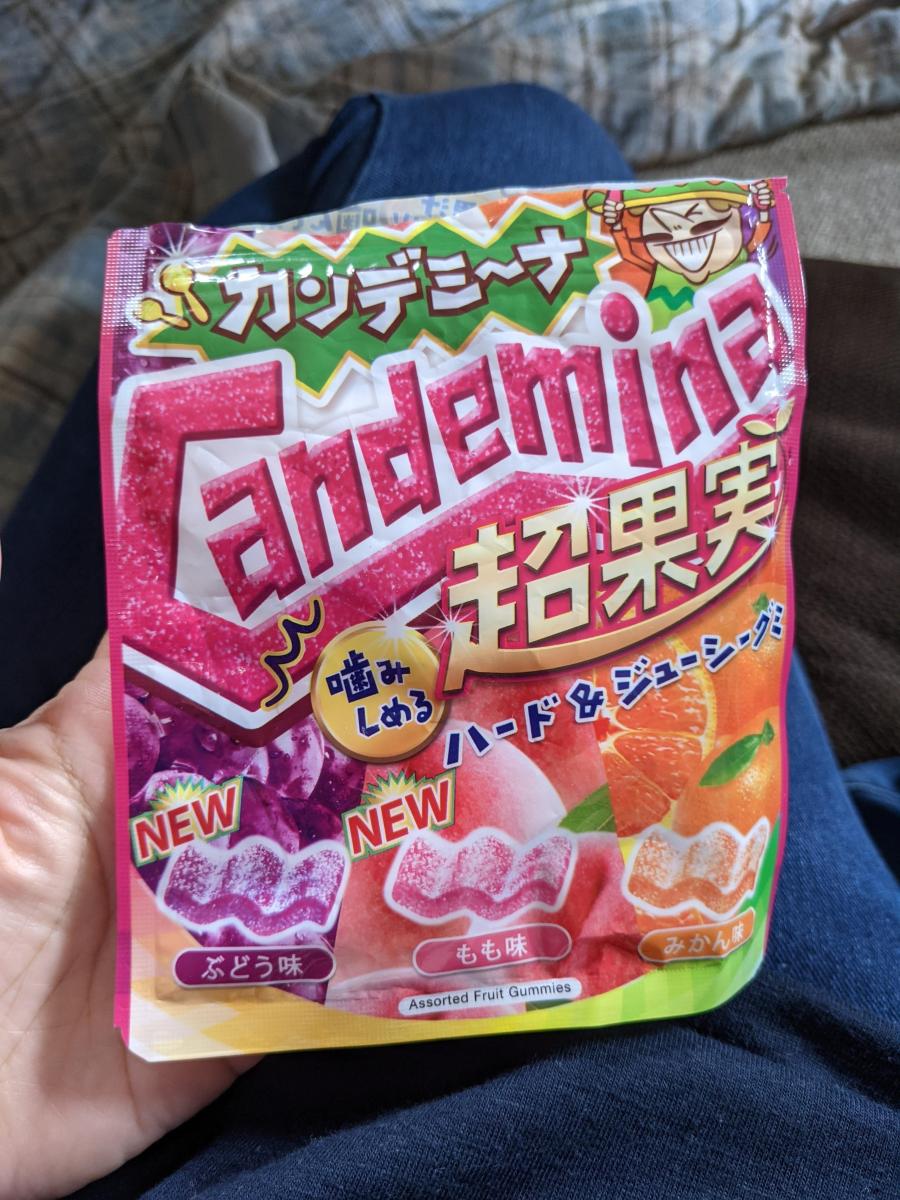 カンデミーナ
Candemina
超果実
噛み
しめる
ハード & ジューシーグミ
NEW
NEW
ぶどう味
もも味
みかん味
Assorted Fruit Gummies